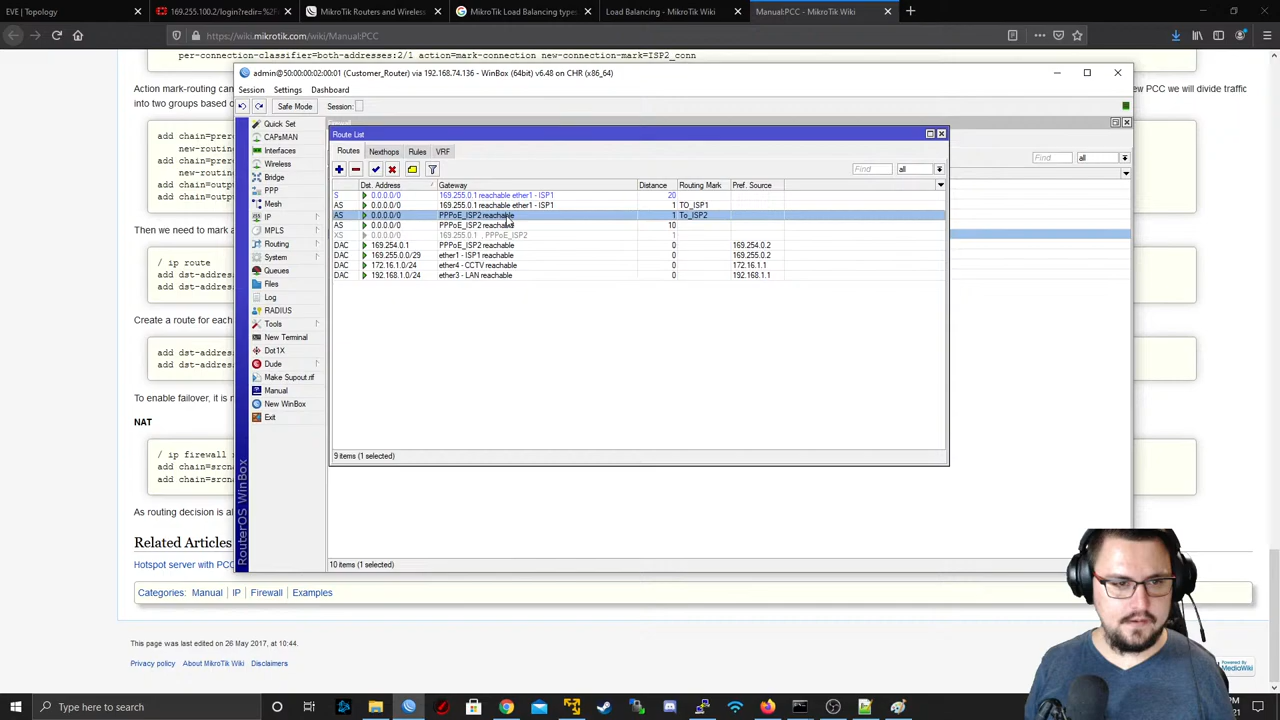 EVE | Topology
169.255.100.2/login?redir=%2F
MikroTik Routers and Wireless
MikroTik Load Balancing types
Load Balancing - MikroTik Wiki
Manual:PCC - MikroTik Wiki
https://wiki.mikrotik.com/wiki/Manual:PCC
per-connection-classifier=both-addresses:2/1 action=mark-connection new-connection-mark=ISP2_conn
Action mark-routing can
ew PCC we will divide traffic
into two groups based o
add chain=prer
new-routin
add chain=prer
new-routin
add chain=outp
add chain=outp
Then we need to mark a
/ ip route
add dst-addres
add dst-addres
Create a route for each
add dst-addres
add dst-addres
To enable failover, it is n
NAT
/ ip firewall
add chain=srcn
add chain=srcn
As routing decision is al
Related Articles
Hotspot server with PCC
Categories: Manual | IP | Firewall | Examples
This page was last edited on 26 May 2017, at 10:44.
Privacy policy About MikroTik Wiki Disclaimers
Powered By
MediaWiki
admin@50:00:00:02:00:01 (Customer_Router) via 192.168.74.136 - WinBox (64bit) v6.48 on CHR (x86_64)
Session Settings Dashboard
Safe Mode Session:
Quick Set
CAPsMAN
Interfaces
Wireless
Bridge
PPP
Mesh
IP
MPLS
Routing
System
Queues
Files
Log
RADIUS
Tools
New Terminal
Dot1X
Dude
Make Supout.rif
Manual
New WinBox
Exit
RouterOS WinBox
Firewall
Find all
Route List
Routes Nexthops Rules VRF
Find all
Dst. Address Gateway Distance Routing Mark Pref. Source
S 0.0.0.0/0 169.255.0.1 reachable ether1 - ISP1 20
AS 0.0.0.0/0 169.255.0.1 reachable ether1 - ISP1 1 TO_ISP1
AS 0.0.0.0/0 PPPoE_ISP2 reachable 1 To_ISP2
AS 0.0.0.0/0 PPPoE_ISP2 reachable 10
XS 0.0.0.0/0 169.255.0.1 , PPPoE_ISP2 1
DAC 169.254.0.1 PPPoE_ISP2 reachable 0 169.254.0.2
DAC 169.255.0.0/29 ether1 - ISP1 reachable 0 169.255.0.2
DAC 172.16.1.0/24 ether4 - CCTV reachable 0 172.16.1.1
DAC 192.168.1.0/24 ether3 - LAN reachable 0 192.168.1.1
9 items (1 selected)
10 items (1 selected)
Type here to search
PM
21